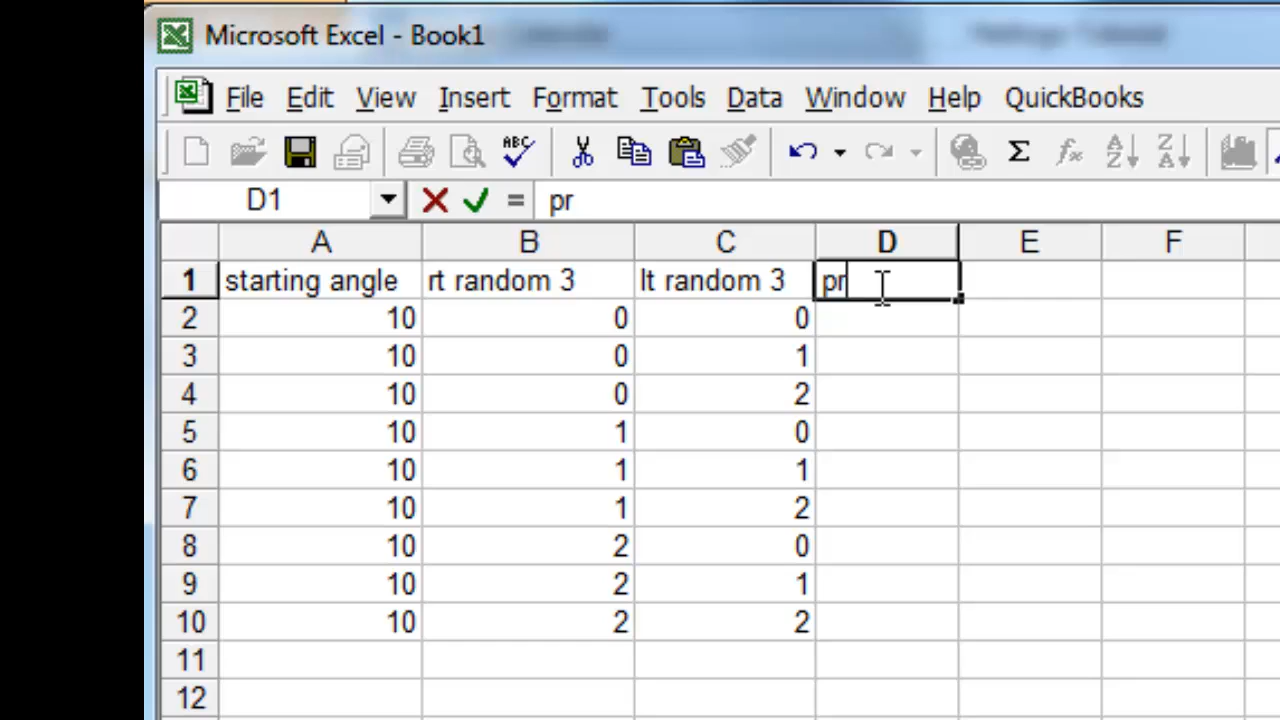 Microsoft Excel - Book1
File Edit View Insert Format Tools Data Window Help QuickBooks
ABC Σ fx A Z Z A
D1 = pr
A B C D E F
1 starting angle rt random 3 lt random 3 pr
2 10 0 0
3 10 0 1
4 10 0 2
5 10 1 0
6 10 1 1
7 10 1 2
8 10 2 0
9 10 2 1
10 10 2 2
11
12